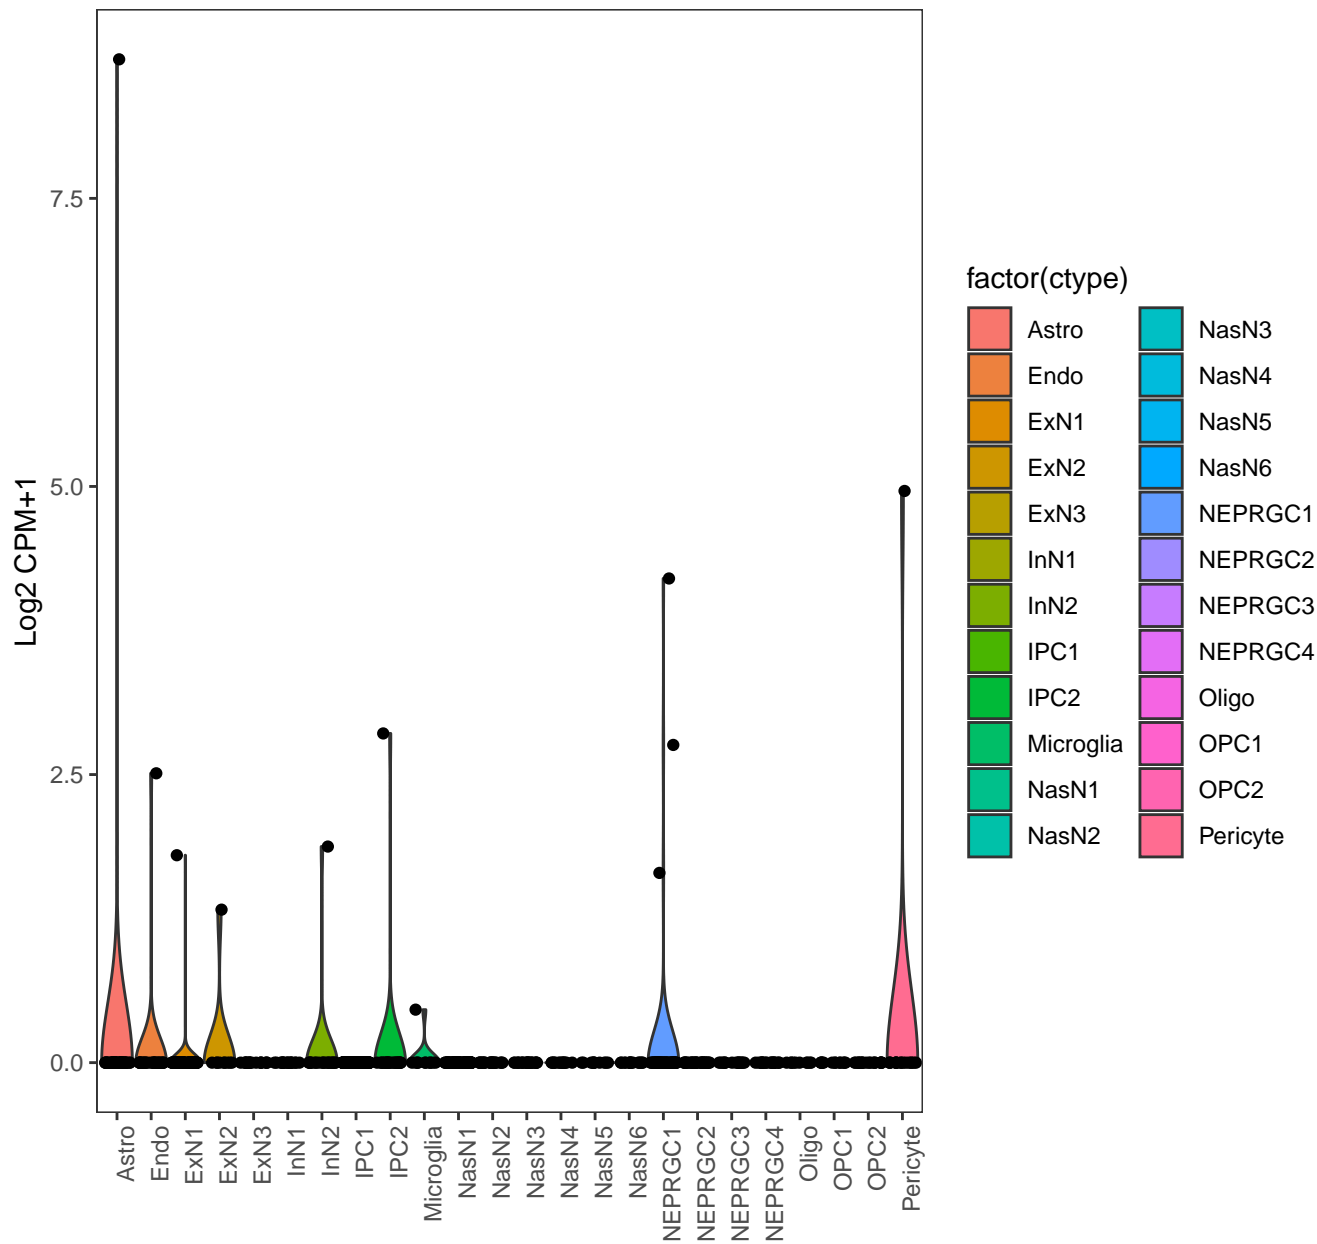 Log2 CPM+1
7.5
5.0
2.5
0.0
Astro
Endo
ExN1
ExN2
ExN3
InN1
InN2
IPC1
IPC2
Microglia
NasN1
NasN2
NasN3
NasN4
NasN5
NasN6
NEPRGC1
NEPRGC2
NEPRGC3
NEPRGC4
Oligo
OPC1
OPC2
Pericyte
factor(ctype)
Astro
Endo
ExN1
ExN2
ExN3
InN1
InN2
IPC1
IPC2
Microglia
NasN1
NasN2
NasN3
NasN4
NasN5
NasN6
NEPRGC1
NEPRGC2
NEPRGC3
NEPRGC4
Oligo
OPC1
OPC2
Pericyte